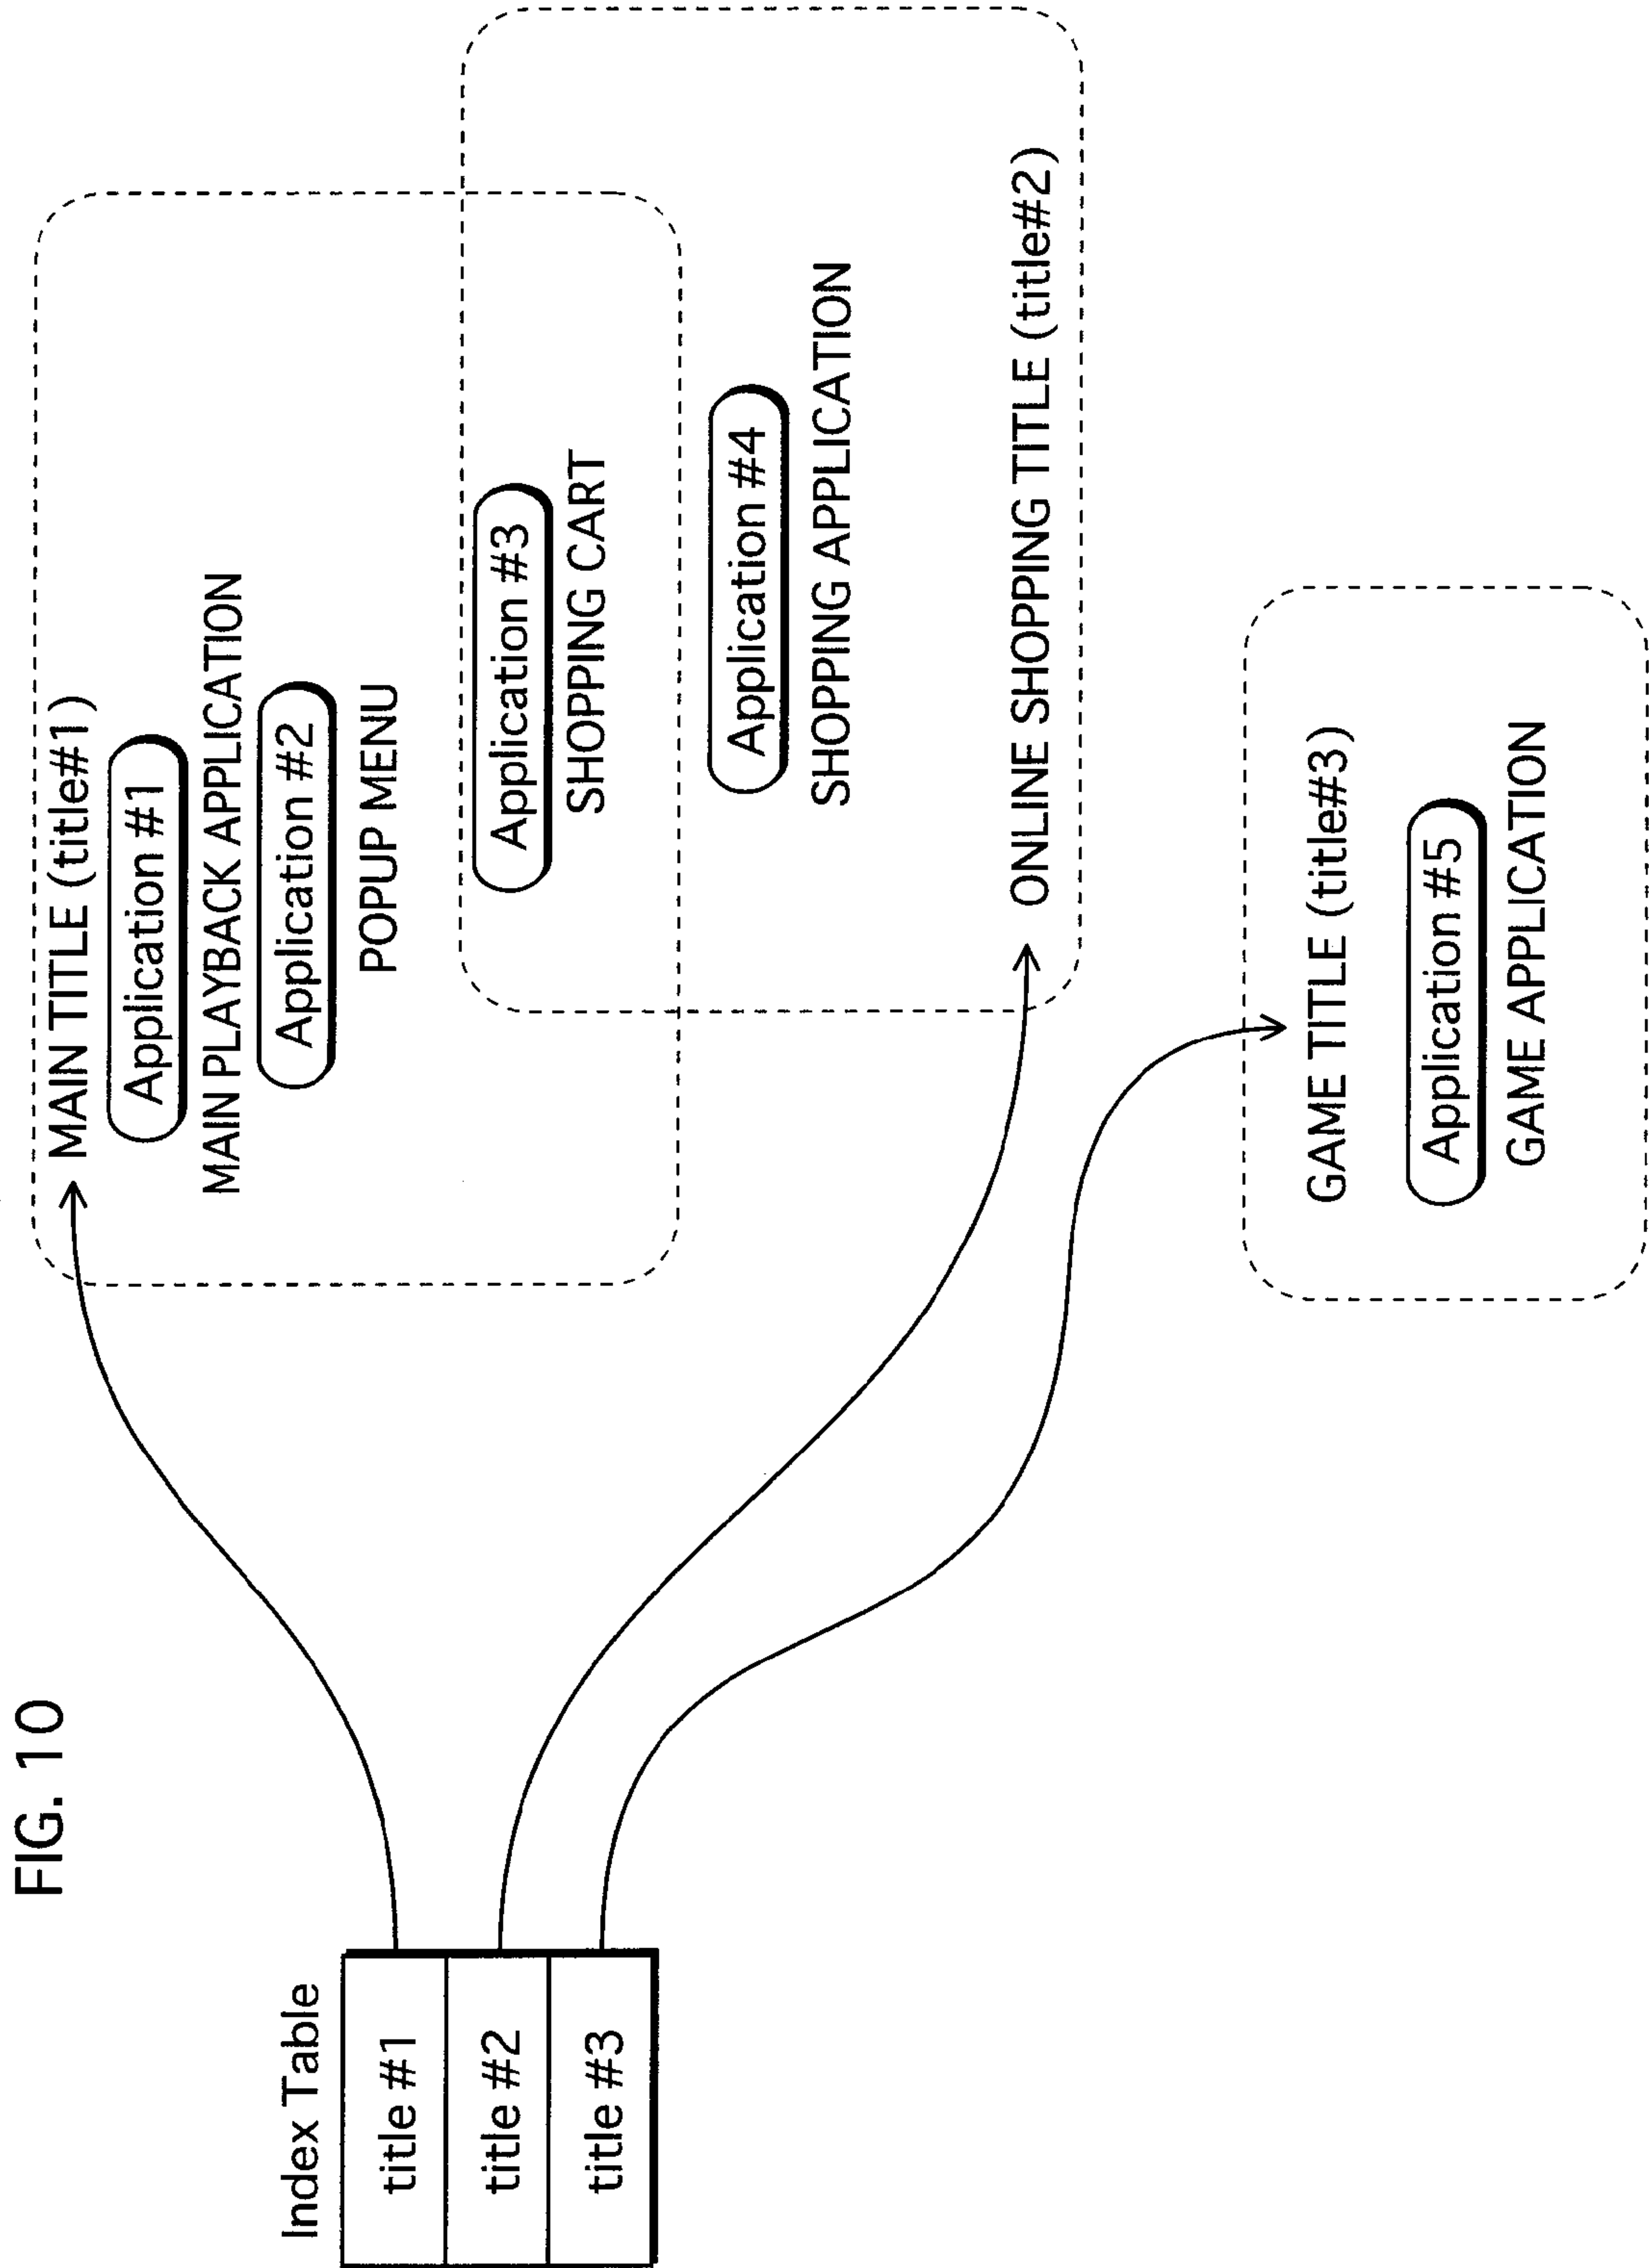 FIG. 10
Index Table
title #1
title #2
title #3
MAIN TITLE (title#1)
Application #1
MAIN PLAYBACK APPLICATION
Application #2
POPUP MENU
Application #3
SHOPPING CART
Application #4
SHOPPING APPLICATION
ONLINE SHOPPING TITLE (title#2)
GAME TITLE (title#3)
Application #5
GAME APPLICATION